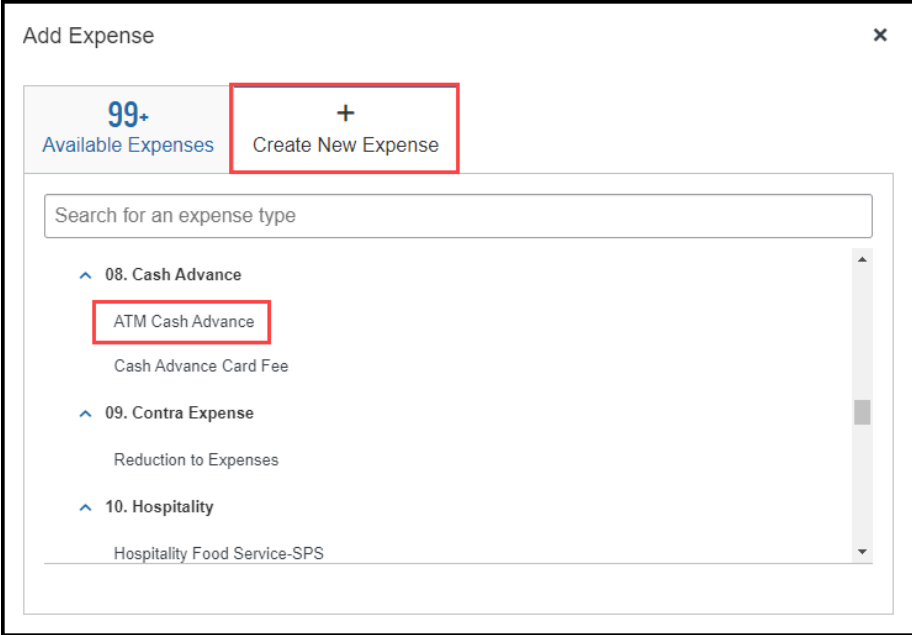 Add Expense
×
99+
Available Expenses
+
Create New Expense
Search for an expense type
08. Cash Advance
ATM Cash Advance
Cash Advance Card Fee
09. Contra Expense
Reduction to Expenses
10. Hospitality
Hospitality Food Service-SPS